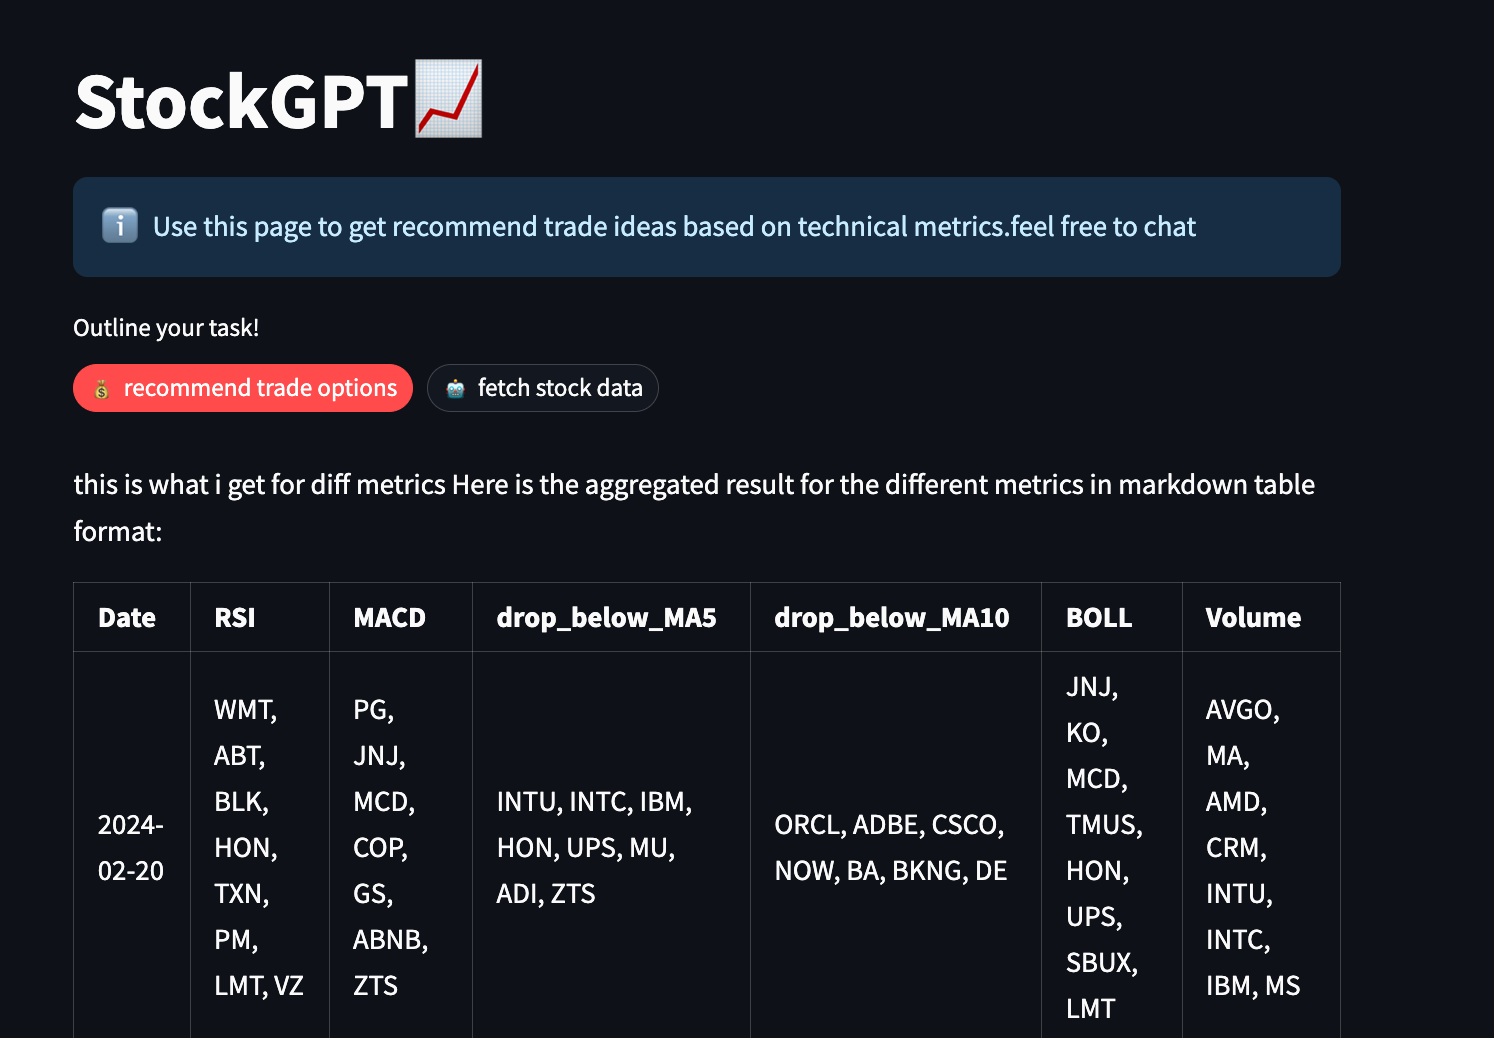 StockGPT
Use this page to get recommend trade ideas based on technical metrics.feel free to chat
Outline your task!
recommend trade options
fetch stock data
this is what i get for diff metrics Here is the aggregated result for the different metrics in markdown table
format:
Date
RSI
MACD
drop_below_MA5
drop_below_MA10
BOLL
Volume
2024-
02-20
WMT,
ABT,
BLK,
HON,
TXN,
PM,
LMT, VZ
PG,
JNJ,
MCD,
COP,
GS,
ABNB,
ZTS
INTU, INTC, IBM,
HON, UPS, MU,
ADI, ZTS
ORCL, ADBE, CSCO,
NOW, BA, BKNG, DE
JNJ,
KO,
MCD,
TMUS,
HON,
UPS,
SBUX,
LMT
AVGO,
MA,
AMD,
CRM,
INTU,
INTC,
IBM, MS